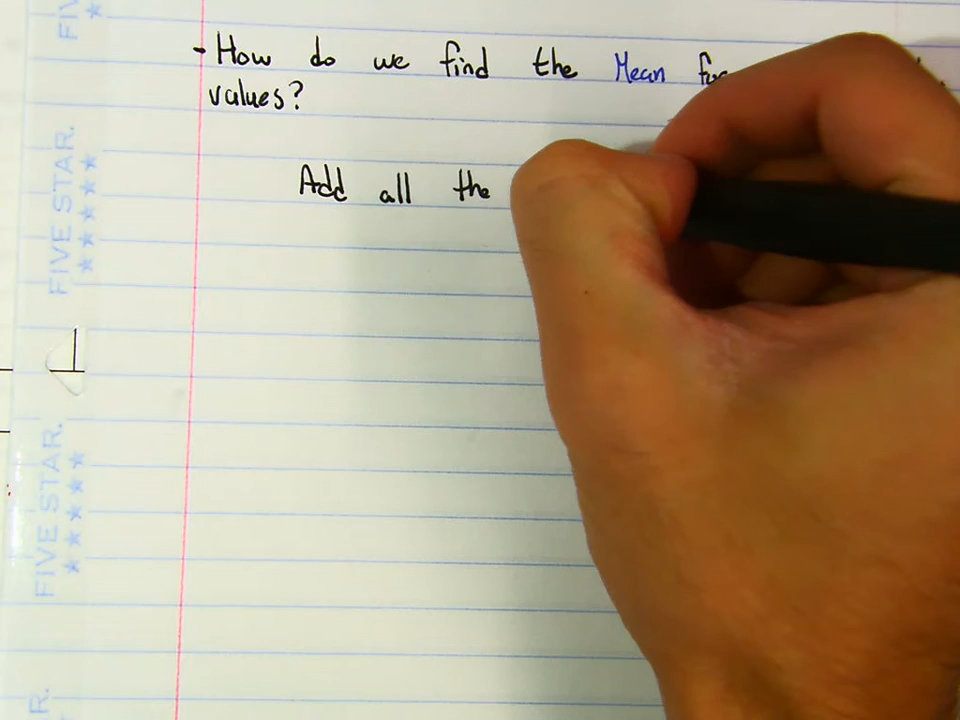 - How do we find the Mean
values?
Add all the
FIVE STAR.
FIVE STAR.